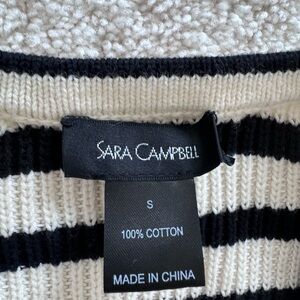 SARA CAMPBELL
S
100% COTTON
MADE IN CHINA